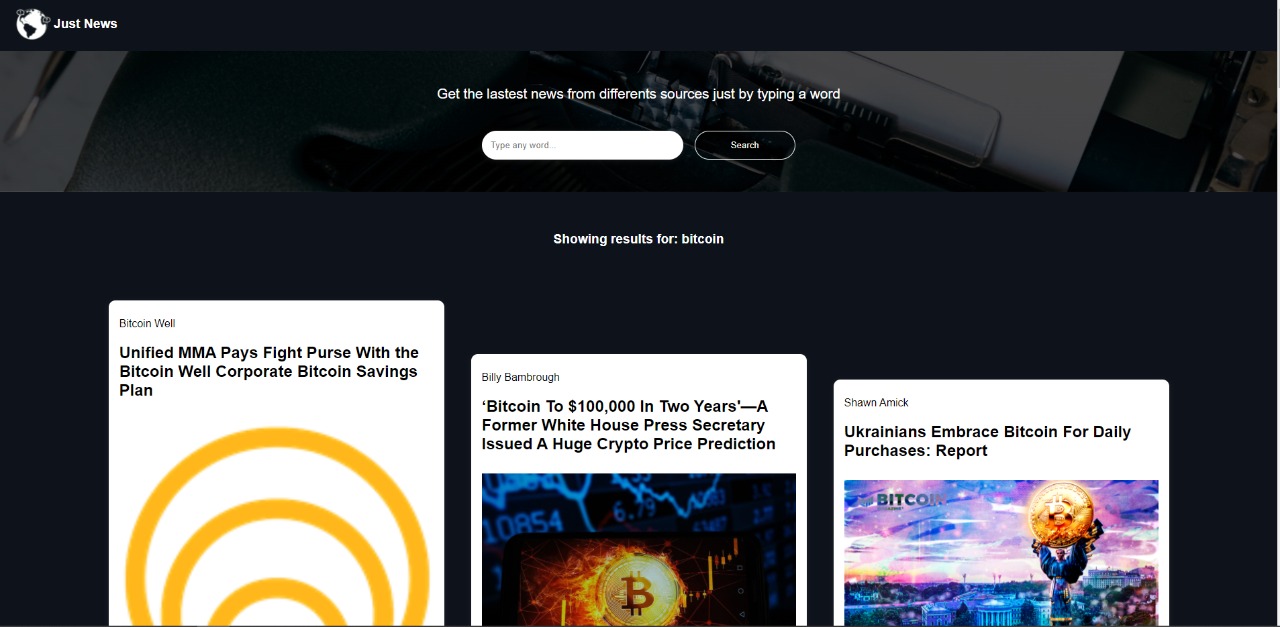 Just News
Get the lastest news from differents sources just by typing a word
Type any word...
Search
Showing results for: bitcoin
Bitcoin Well
Unified MMA Pays Fight Purse With the
Bitcoin Well Corporate Bitcoin Savings
Plan
Billy Bambrough
‘Bitcoin To $100,000 In Two Years'—A
Former White House Press Secretary
Issued A Huge Crypto Price Prediction
10854
6.79
Shawn Amick
Ukrainians Embrace Bitcoin For Daily
Purchases: Report
BITCOIN